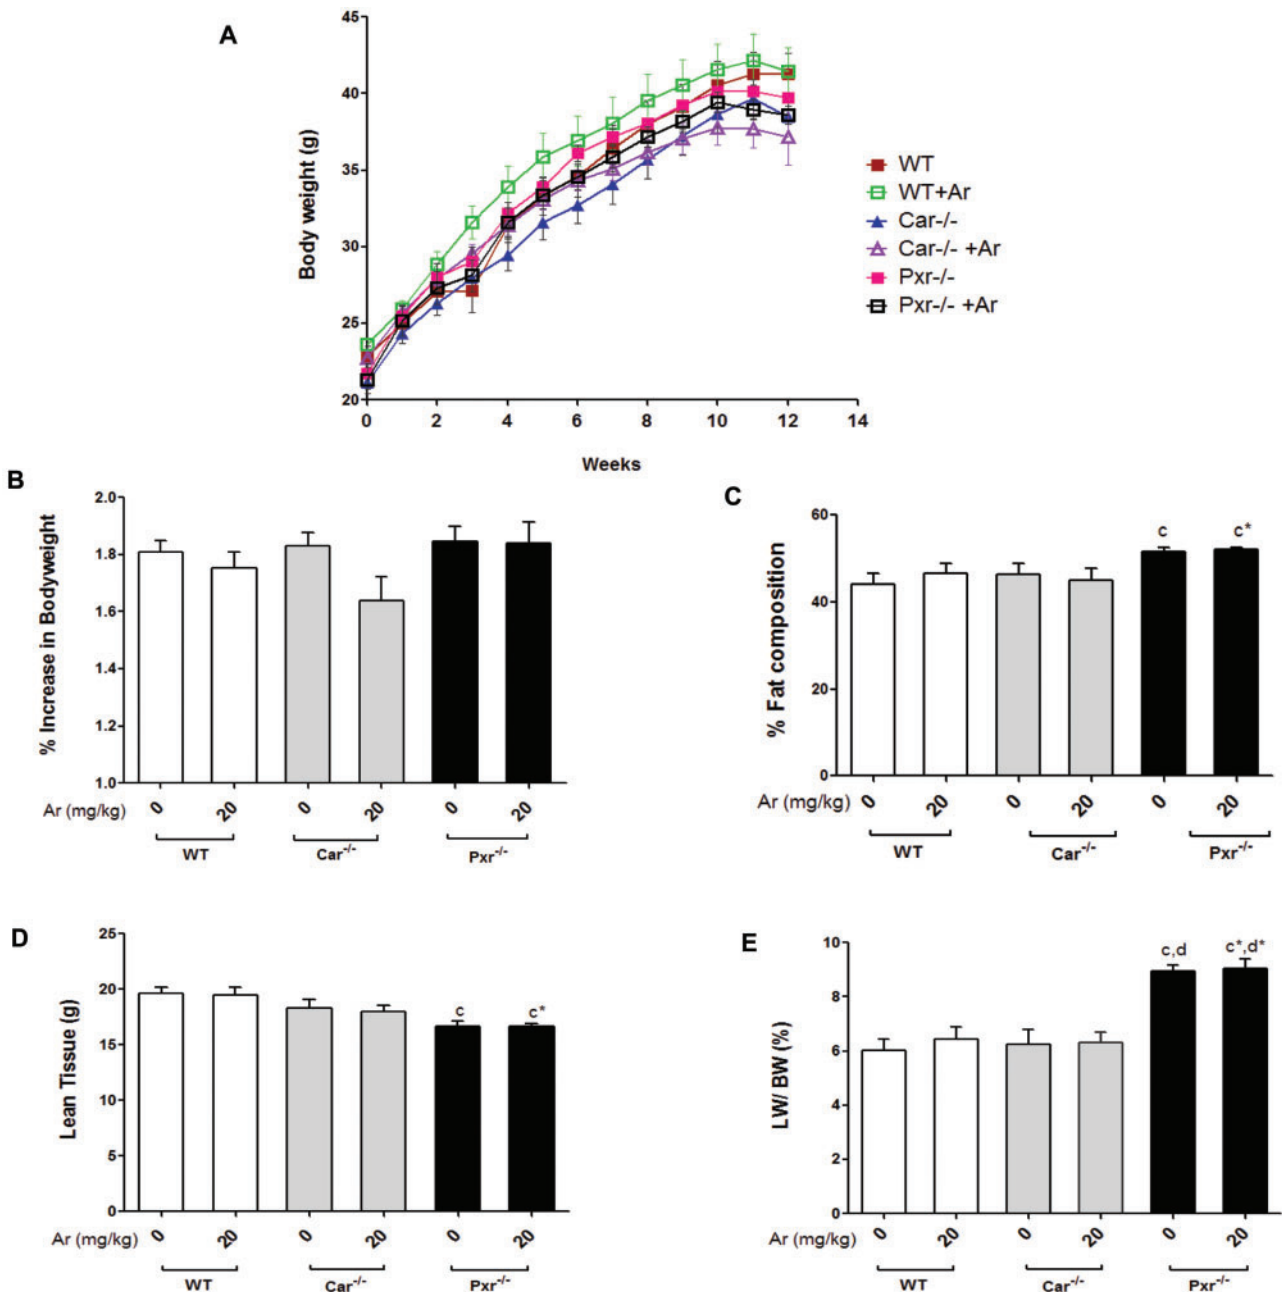 A
Body weight (g)
45
40
35
30
25
20
0 2 4 6 8 10 12 14
Weeks
WT
WT+Ar
Car-/-
Car-/- +Ar
Pxr-/-
Pxr-/- +Ar
B
% Increase in Bodyweight
2.0
1.8
1.6
1.4
1.2
1.0
Ar (mg/kg) 0 20 0 20 0 20
WT Car-/- Pxr-/-
C
% Fat composition
60
40
20
0
c c*
Ar (mg/kg) 0 20 0 20 0 20
WT Car-/- Pxr-/-
D
Lean Tissue (g)
25
20
15
10
5
0
c c*
Ar (mg/kg) 0 20 0 20 0 20
WT Car-/- Pxr-/-
E
LW/ BW (%)
10
8
6
4
2
0
c,d c*,d*
Ar (mg/kg) 0 20 0 20 0 20
WT Car-/- Pxr-/-